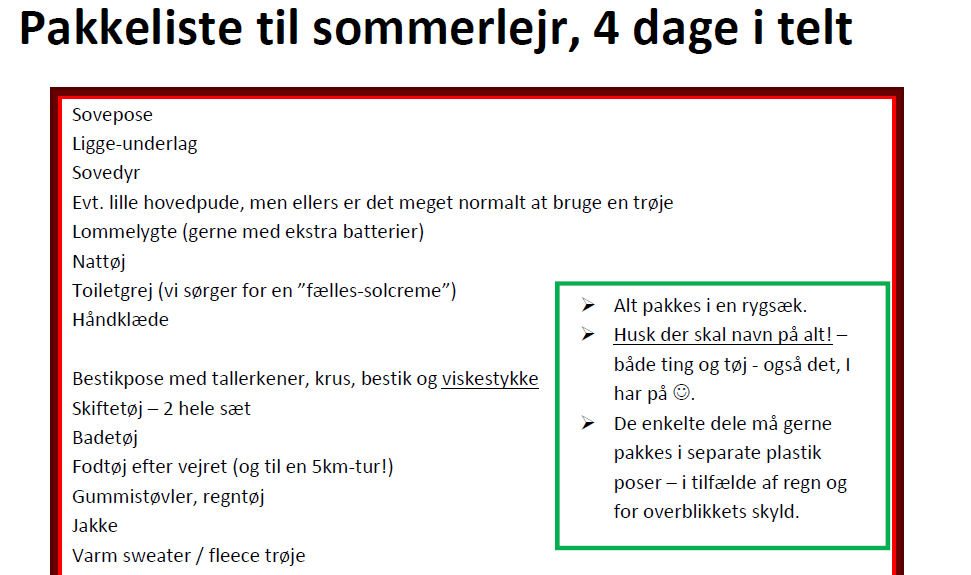 Pakkeliste til sommerlejr, 4 dage i telt
Sovepose
Ligge-underlag
Sovedyr
Evt. lille hovedpude, men ellers er det meget normalt at bruge en trøje
Lommelygte (gerne med ekstra batterier)
Nattøj
Toiletgrej (vi sørger for en ”fælles-solcreme”)
Håndklæde
Bestikpose med tallerkener, krus, bestik og viskestykke
Skiftetøj – 2 hele sæt
Badetøj
Fodtøj efter vejret (og til en 5km-tur!)
Gummistøvler, regntøj
Jakke
Varm sweater / fleece trøje
➢ Alt pakkes i en rygsæk.
➢ Husk der skal navn på alt! –
både ting og tøj - også det, I
har på ☺.
➢ De enkelte dele må gerne
pakkes i separate plastik
poser – i tilfælde af regn og
for overblikkets skyld.